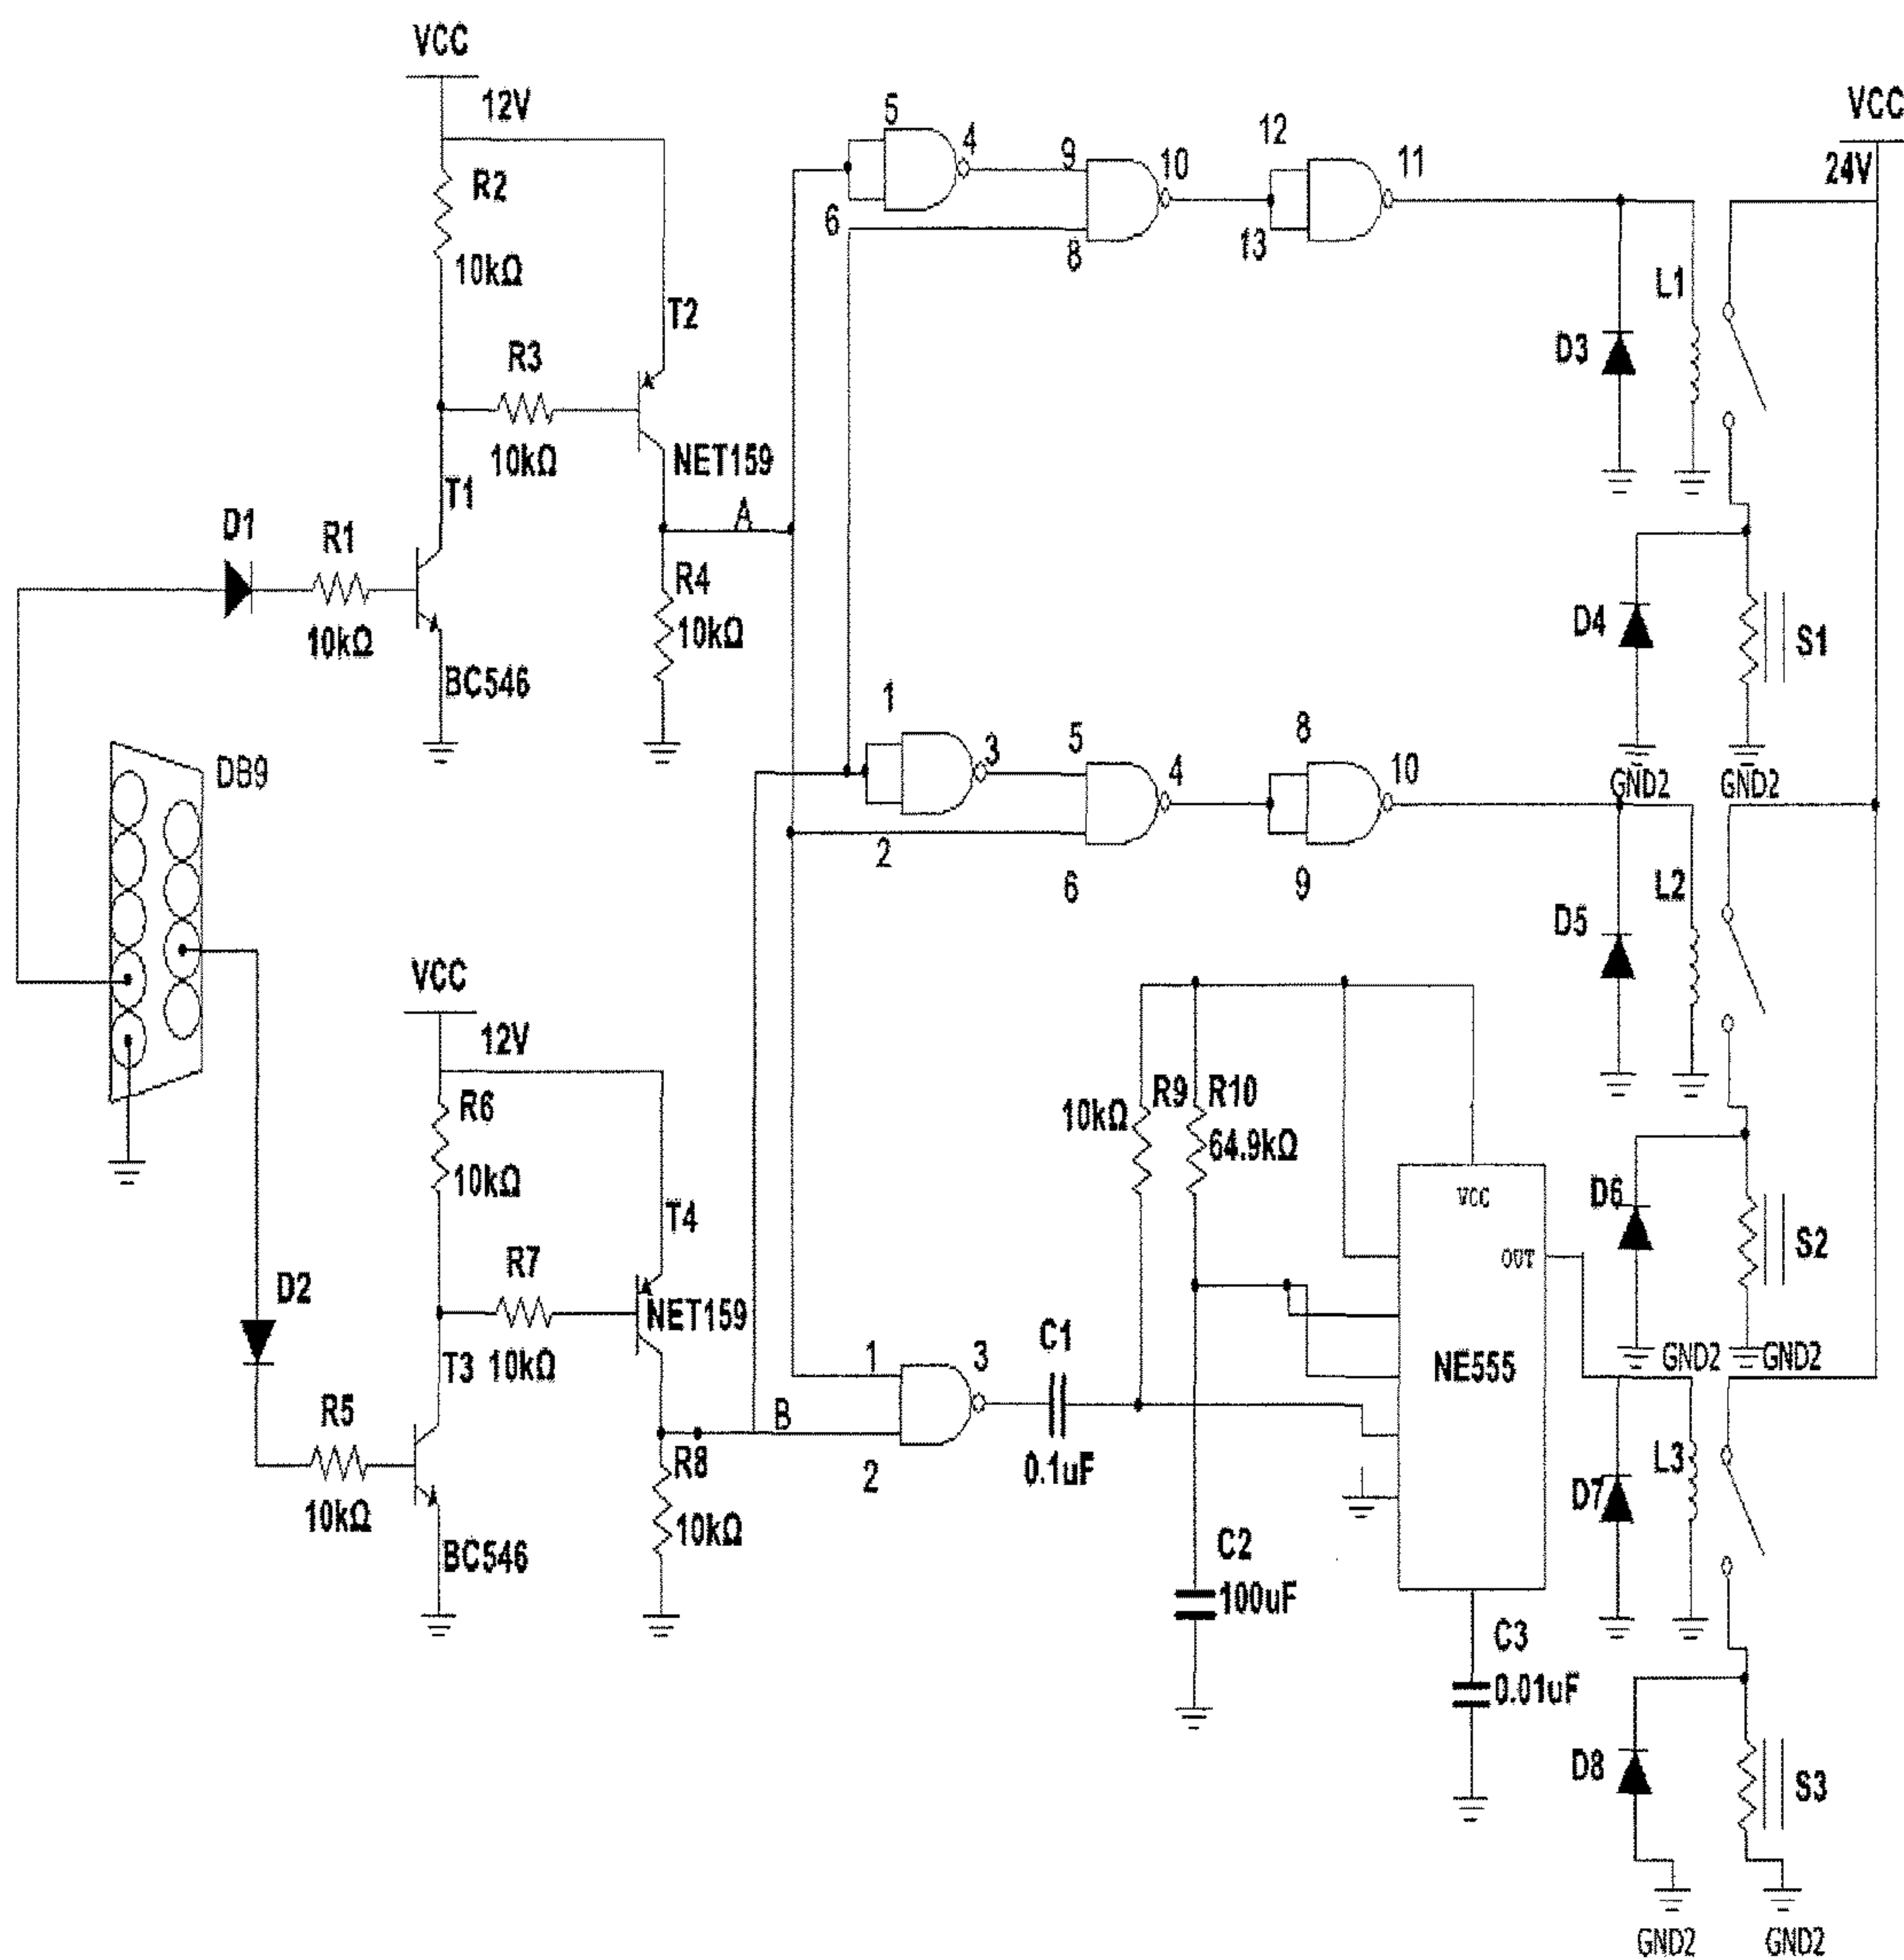 VCC
12V
R2
10kΩ
T2
R3
10kΩ
NET159
T1
D1
R1
10kΩ
BC546
A
R4
10kΩ
DB9
VCC
12V
R6
10kΩ
T4
R7
10kΩ
NET159
T3
D2
R5
10kΩ
BC546
B
R8
10kΩ
5
4
6
9
10
8
12
13
11
1
3
2
5
4
6
8
10
9
1
3
2
C1
0.1uF
R9
10kΩ
R10
64.9kΩ
VCC
OUT
NE555
C2
100uF
C3
0.01uF
VCC
24V
L1
D3
D4
S1
GND2
GND2
L2
D5
D6
S2
GND2
GND2
L3
D7
D8
S3
GND2
GND2